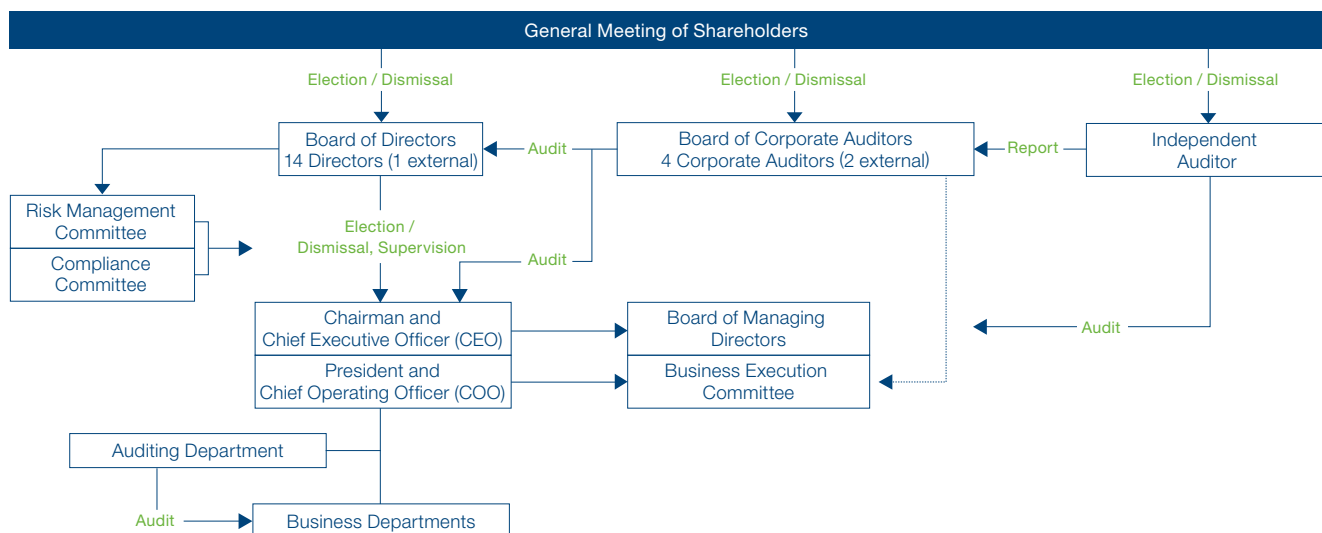 General Meeting of Shareholders
Election / Dismissal
Election / Dismissal
Election / Dismissal
Board of Directors
14 Directors (1 external)
Audit
Board of Corporate Auditors
4 Corporate Auditors (2 external)
Report
Independent
Auditor
Risk Management
Committee
Compliance
Committee
Election /
Dismissal, Supervision
Audit
Chairman and
Chief Executive Officer (CEO)
President and
Chief Operating Officer (COO)
Board of Managing
Directors
Business Execution
Committee
Audit
Auditing Department
Audit
Business Departments